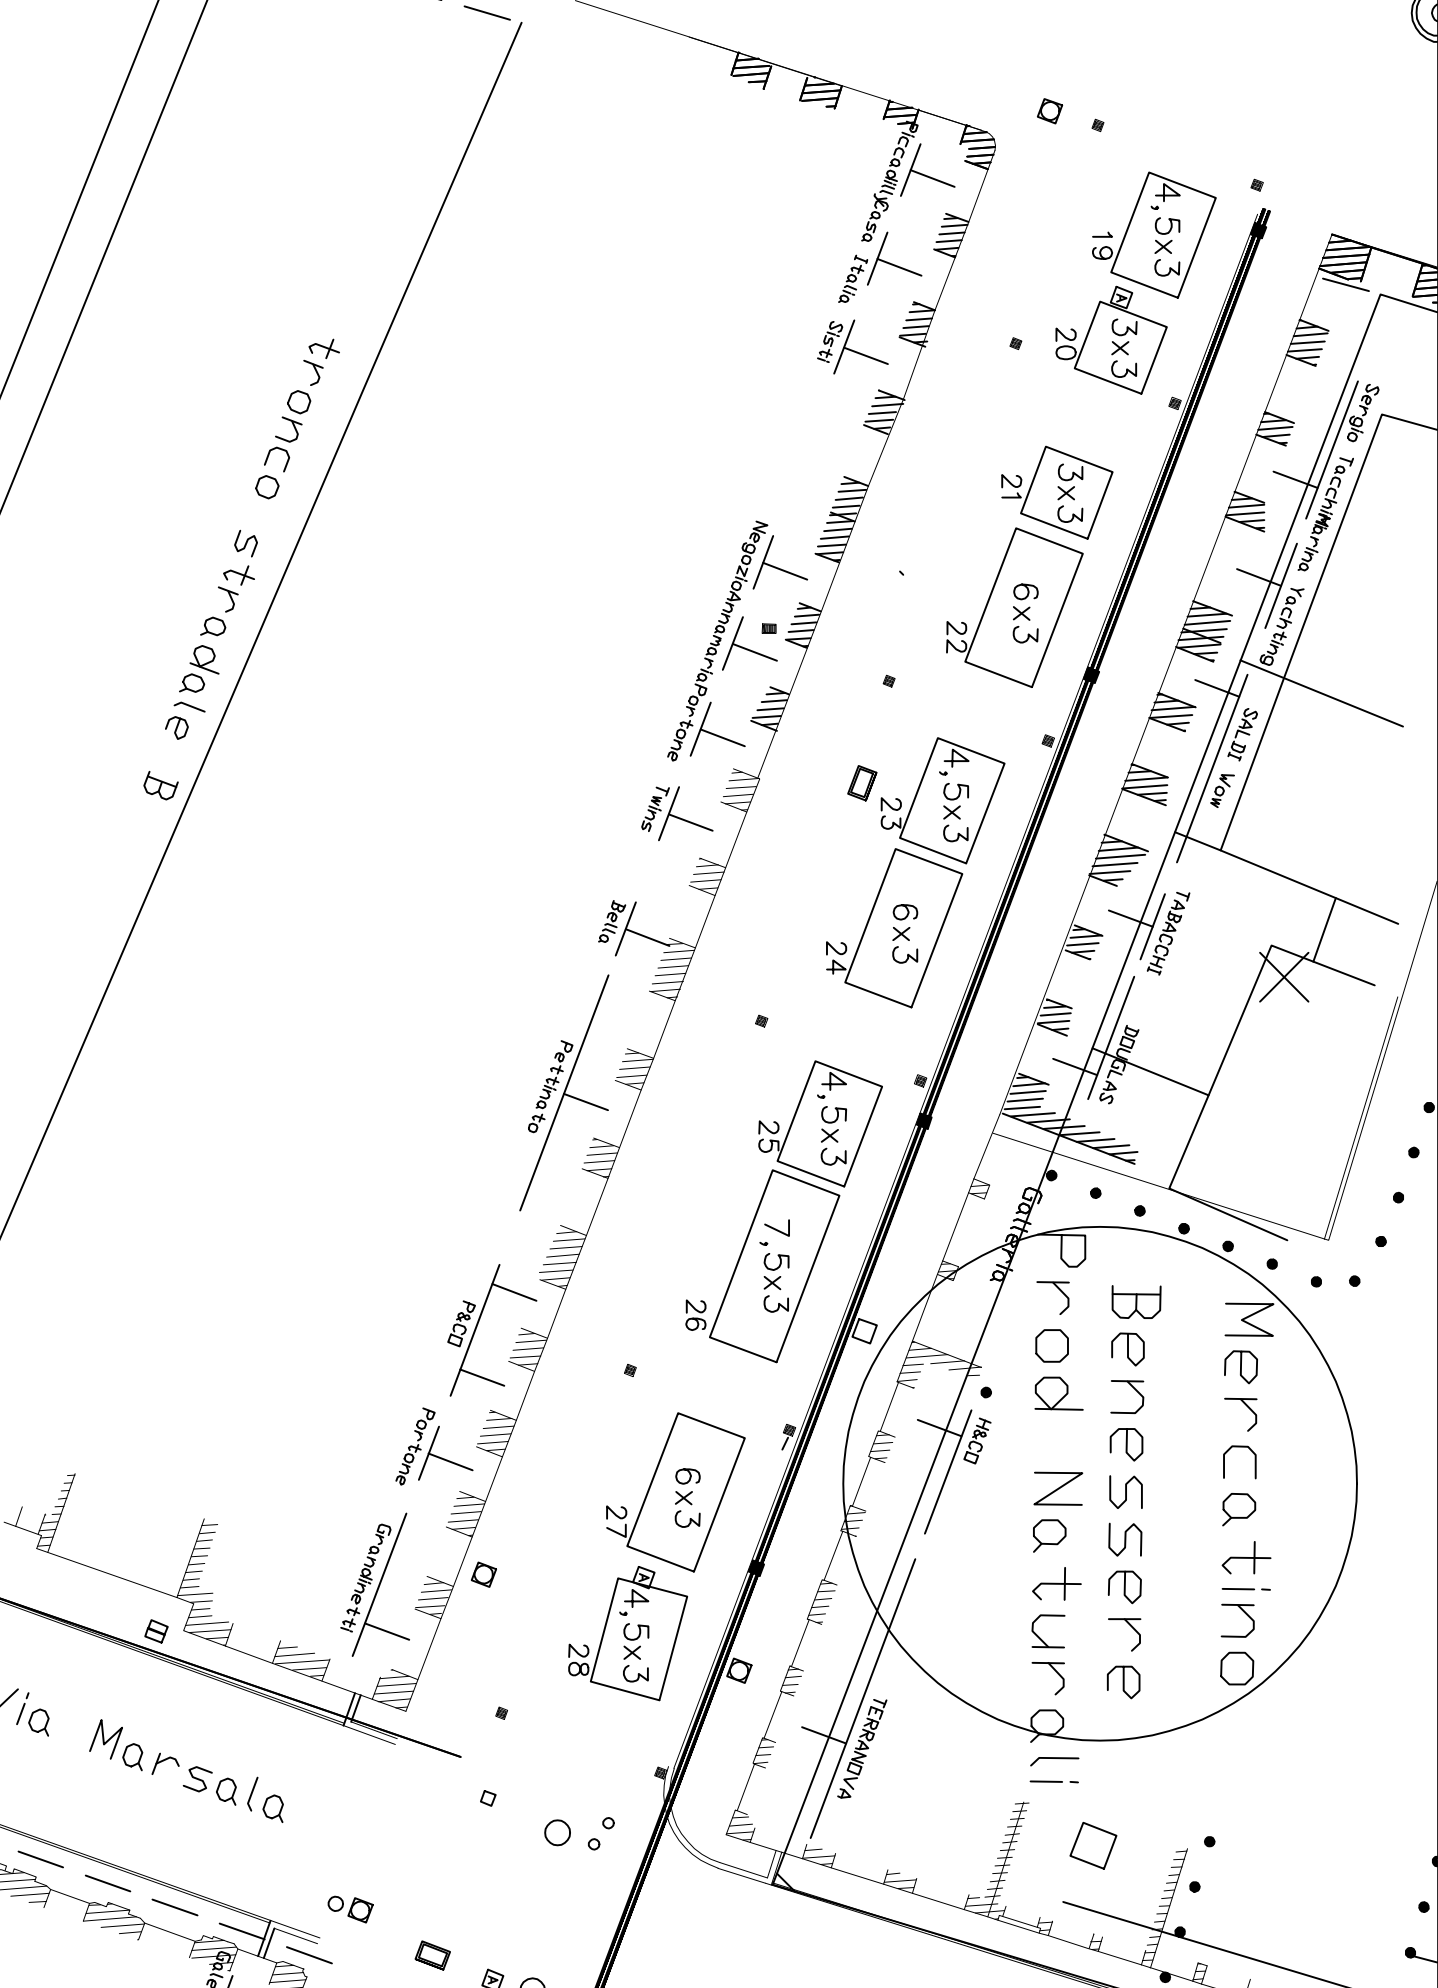 Piccadilly
Casa Italia
Sisti
Negozio
Annamaria
Portone
Twins
Bella
Pettinato
P&CO
Portone
Grandinetti
tronco stradale B
4,5x3
19
A
3x3
20
3x3
21
6x3
22
4,5x3
23
6x3
24
4,5x3
25
7,5x3
26
6x3
27
A
4,5x3
28
Sergio Tacchini
Marina Yachting
SALDI Wow
TABACCHI
DOUGLAS
Galleria
H&CO
TERRANOVA
Mercatino
Benessere
Prod Naturali
Via Marsala
A